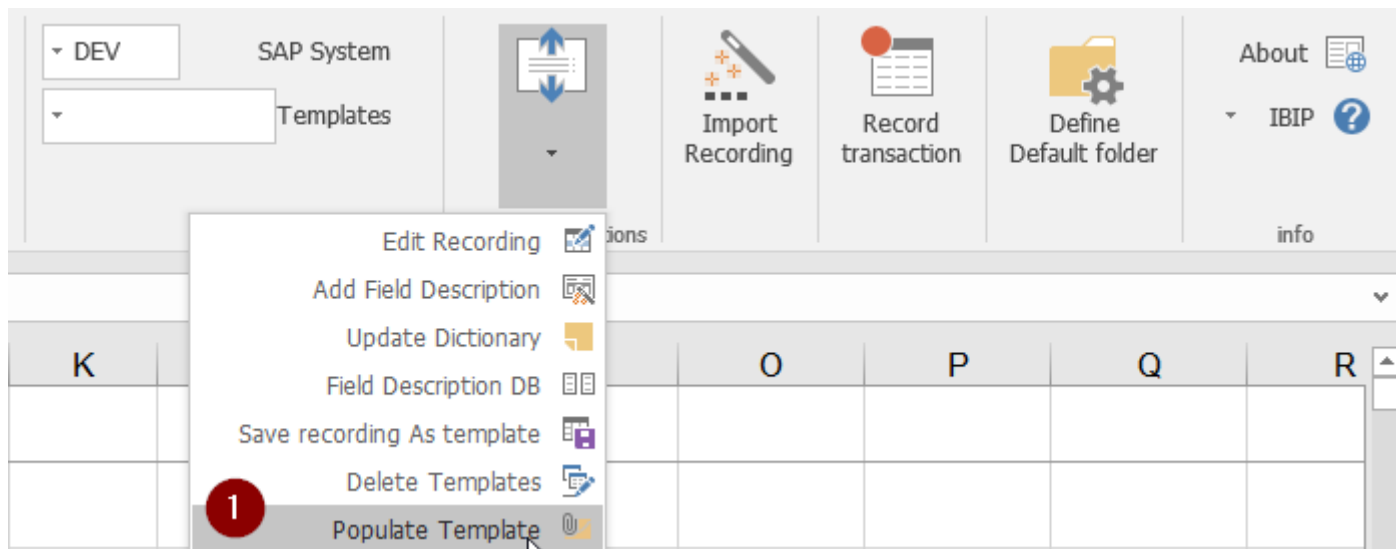 DEV SAP System
Templates
Import
Recording
Record
transaction
Define
Default folder
About
IBIP ?
info
Edit Recording
Add Field Description
Update Dictionary
Field Description DB
Save recording As template
Delete Templates
1 Populate Template
K O P Q R